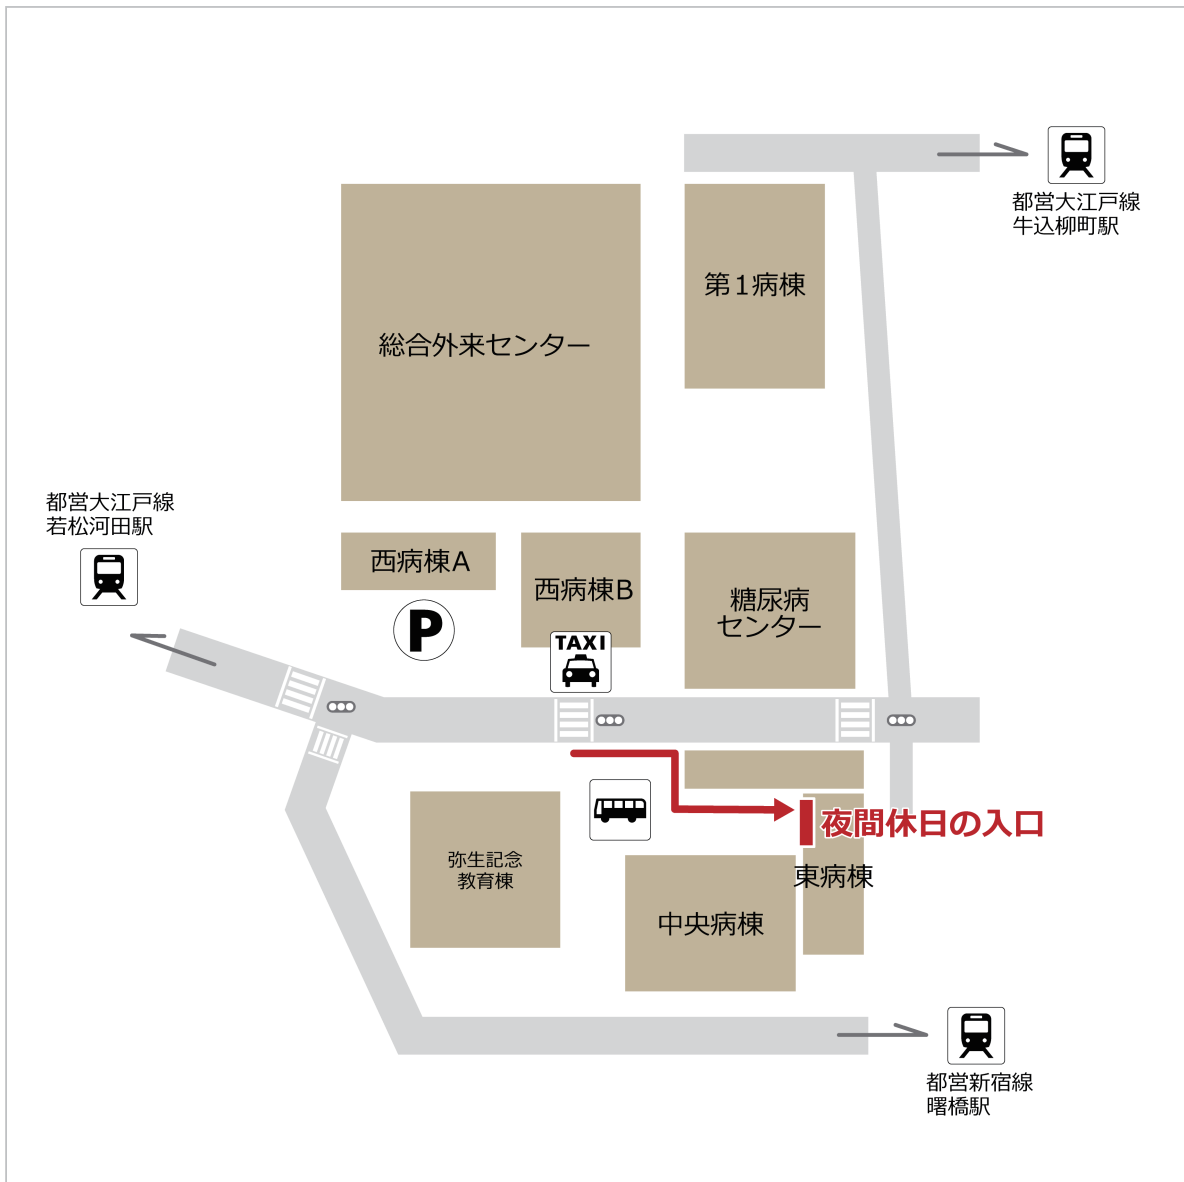 都営大江戸線
牛込柳町駅
第１病棟
総合外来センター
都営大江戸線
若松河田駅
西病棟A
西病棟B
糖尿病
センター
P
TAXI
夜間休日の入口
弥生記念
教育棟
東病棟
中央病棟
都営新宿線
曙橋駅